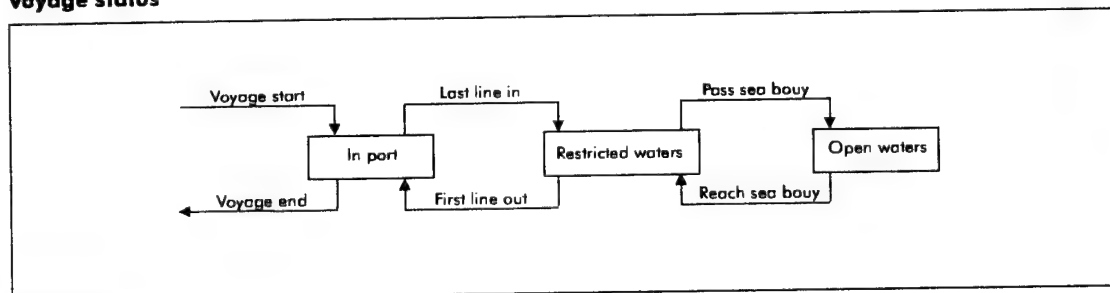 Voyage status
Voyage start
Last line in
Pass sea bouy
In port
Restricted waters
Open waters
Voyage end
First line out
Reach sea bouy